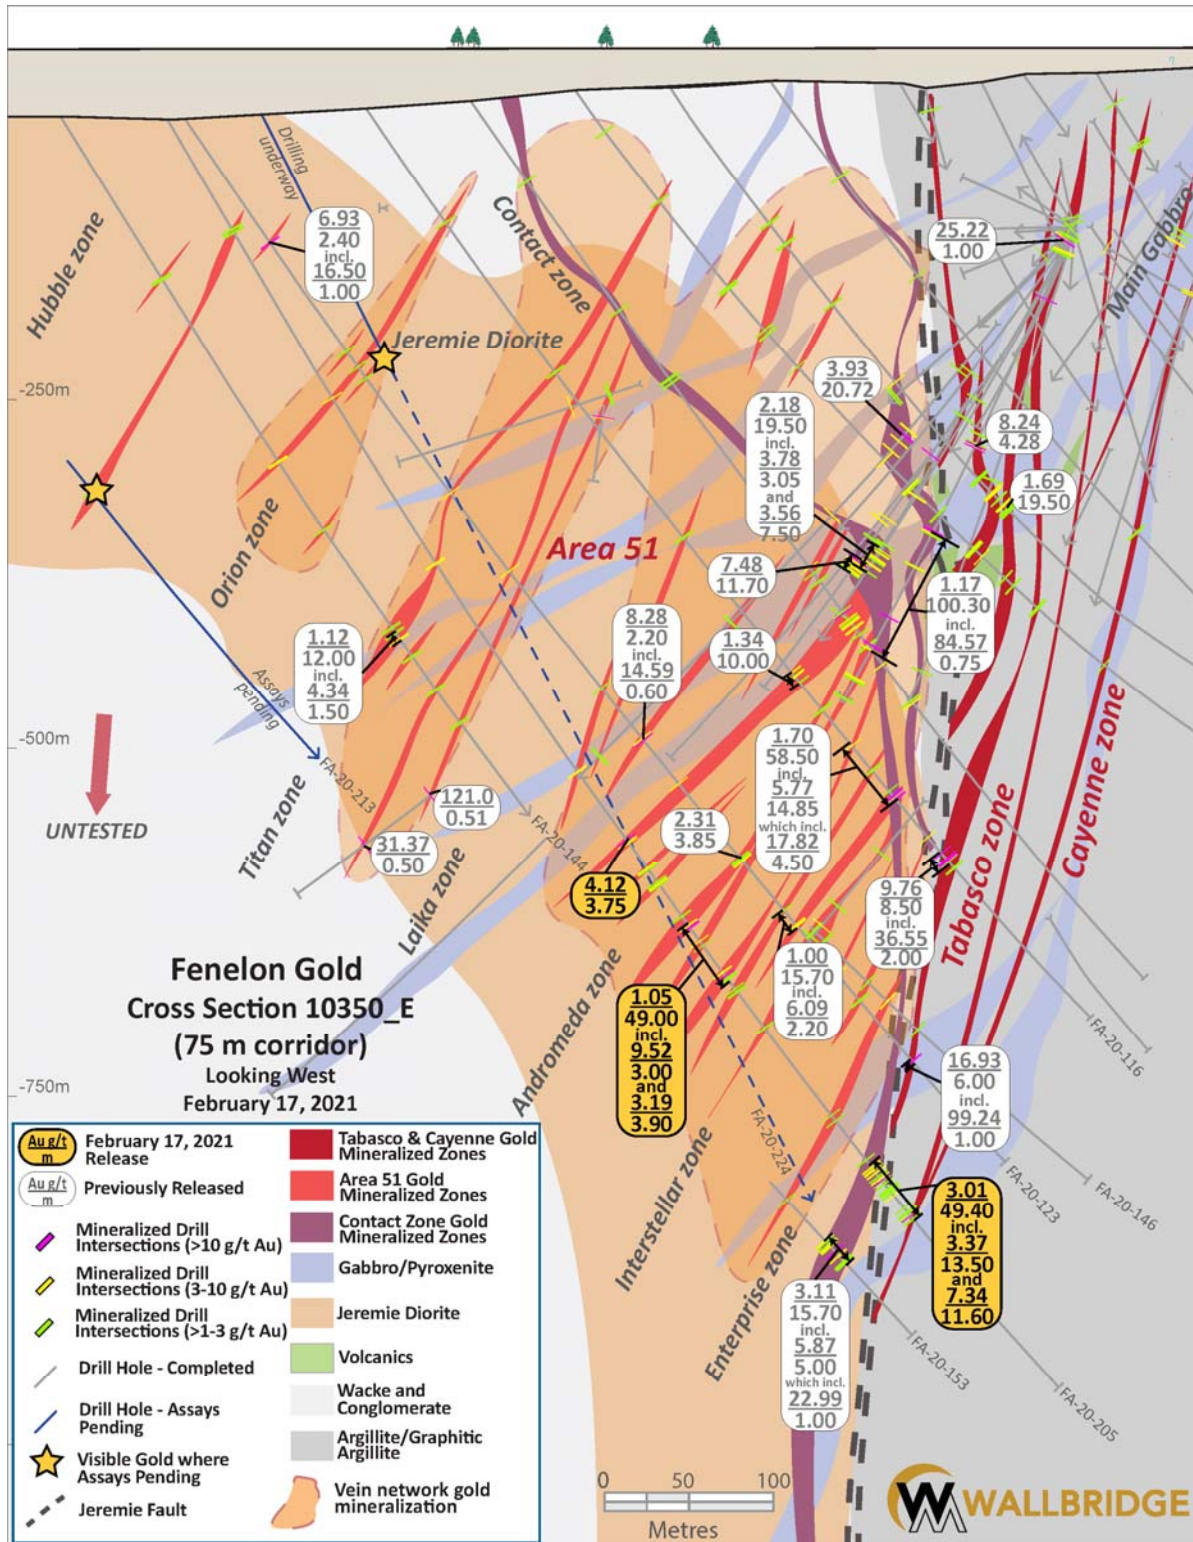 Drilling
underway
Hubble zone
6.93
2.40
incl.
16.50
1.00
Contact zone
25.22
1.00
Main Gabbro
Jeremie Diorite
-250m
3.93
20.72
2.18
19.50
incl.
3.78
3.05
and
3.56
7.50
8.24
4.28
1.69
19.50
Orion zone
Area 51
7.48
11.70
1.17
100.30
incl.
84.57
0.75
8.28
2.20
incl.
14.59
0.60
1.34
10.00
1.12
12.00
incl.
4.34
1.50
Assays
pending
-500m
UNTESTED
FA-20-213
Titan zone
121.0
0.51
31.37
0.50
Laika zone
FA-20-144
2.31
3.85
1.70
58.50
incl.
5.77
14.85
which incl.
17.82
4.50
Cayenne zone
Tabasco zone
4.12
3.75
9.76
8.50
incl.
36.55
2.00
1.00
15.70
incl.
6.09
2.20
Andromeda zone
1.05
49.00
incl.
9.52
3.00
and
3.19
3.90
Fenelon Gold
Cross Section 10350_E
(75 m corridor)
Looking West
February 17, 2021
-750m
16.93
6.00
incl.
99.24
1.00
FA-20-116
FA-20-224
FA-20-123
FA-20-146
Interstellar zone
Enterprise zone
3.01
49.40
incl.
3.37
13.50
and
7.34
11.60
3.11
15.70
incl.
5.87
5.00
which incl.
22.99
1.00
FA-20-153
FA-20-205
Au g/t
m
February 17, 2021
Release
Au g/t
m
Previously Released
Mineralized Drill
Intersections (>10 g/t Au)
Mineralized Drill
Intersections (3-10 g/t Au)
Mineralized Drill
Intersections (>1-3 g/t Au)
Drill Hole - Completed
Drill Hole - Assays
Pending
Visible Gold where
Assays Pending
Jeremie Fault
Tabasco & Cayenne Gold
Mineralized Zones
Area 51 Gold
Mineralized Zones
Contact Zone Gold
Mineralized Zones
Gabbro/Pyroxenite
Jeremie Diorite
Volcanics
Wacke and
Conglomerate
Argillite/Graphitic
Argillite
Vein network gold
mineralization
0 50 100
Metres
WALLBRIDGE